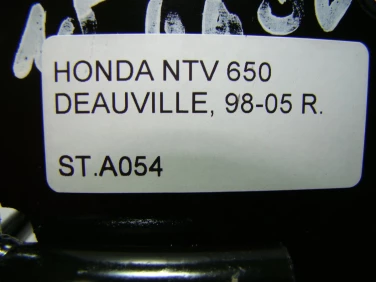 HONDA NTV 650
DEAUVILLE, 98-05 R.
ST.A054